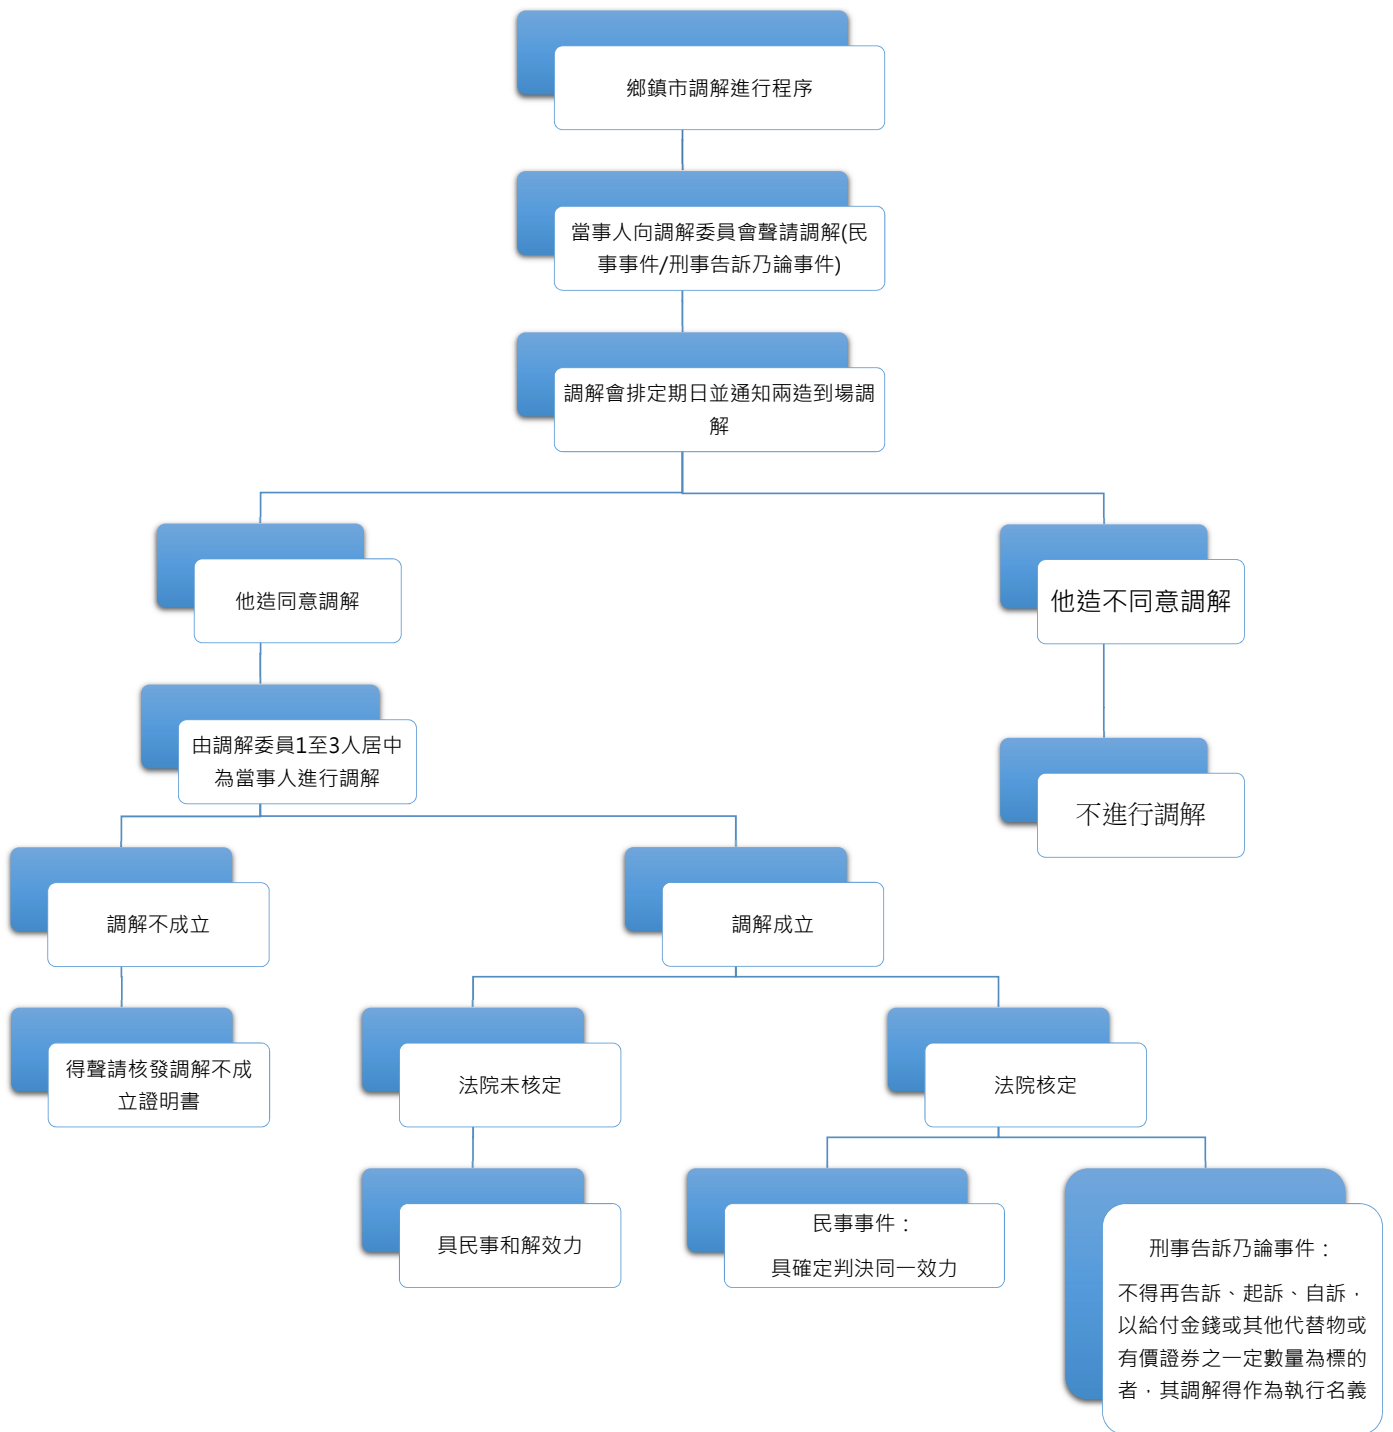 鄉鎮市調解進行程序
當事人向調解委員會聲請調解(民
事事件/刑事告訴乃論事件)
調解會排定期日並通知兩造到場調
解
他造同意調解
他造不同意調解
由調解委員1至3人居中
為當事人進行調解
不進行調解
調解不成立
調解成立
得聲請核發調解不成
立證明書
法院未核定
法院核定
具民事和解效力
民事事件：
具確定判決同一效力
刑事告訴乃論事件：
不得再告訴、起訴、自訴，
以給付金錢或其他代替物或
有價證券之一定數量為標的
者，其調解得作為執行名義